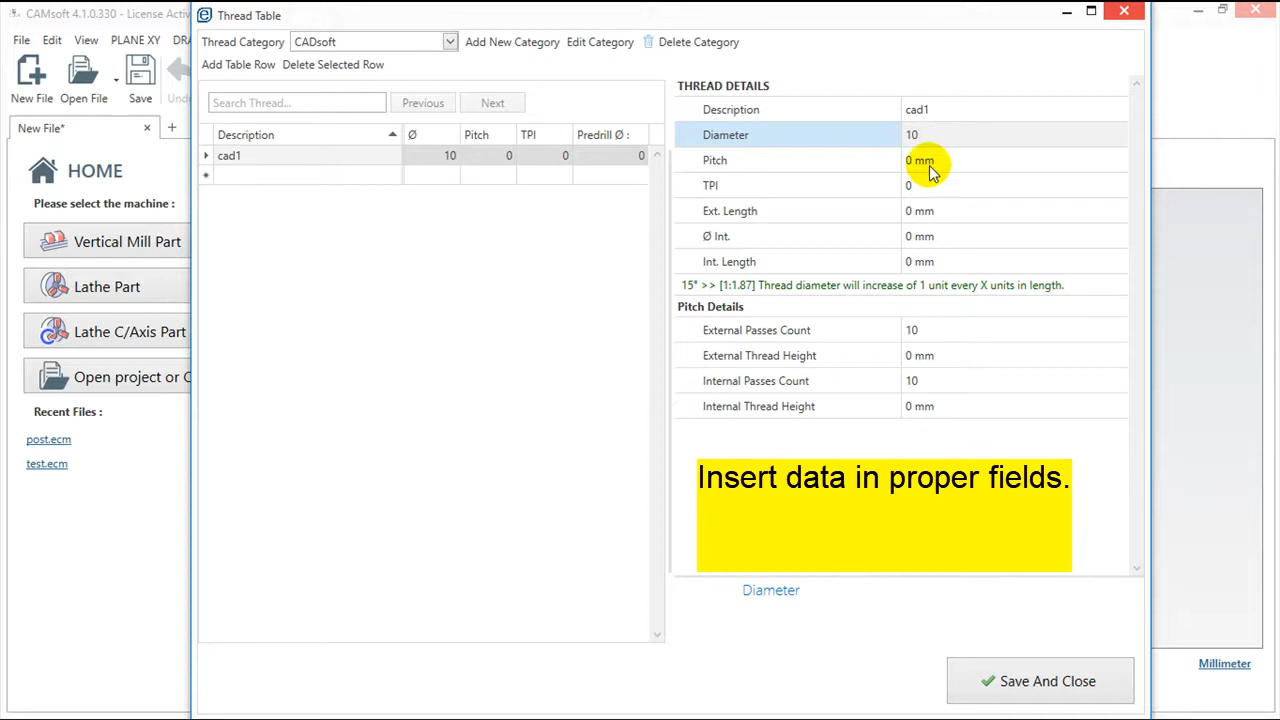 CAMsoft 4.1.0.330 - License Activ
Thread Table
File Edit View PLANE XY DRA
New File Open File Save Undo
New File*
HOME
Please select the machine :
Vertical Mill Part
Lathe Part
Lathe C/Axis Part
Open project or C
Recent Files :
post.ecm
test.ecm
Thread Category CADsoft Add New Category Edit Category Delete Category
Add Table Row Delete Selected Row
Search Thread... Previous Next
Description Ø Pitch TPI Predrill Ø :
cad1 10 0 0 0
THREAD DETAILS
Description cad1
Diameter 10
Pitch 0 mm
TPI 0
Ext. Length 0 mm
Ø Int. 0 mm
Int. Length 0 mm
15° >> [1:1.87] Thread diameter will increase of 1 unit every X units in length.
Pitch Details
External Passes Count 10
External Thread Height 0 mm
Internal Passes Count 10
Internal Thread Height 0 mm
Insert data in proper fields.
Diameter
Save And Close
Millimeter